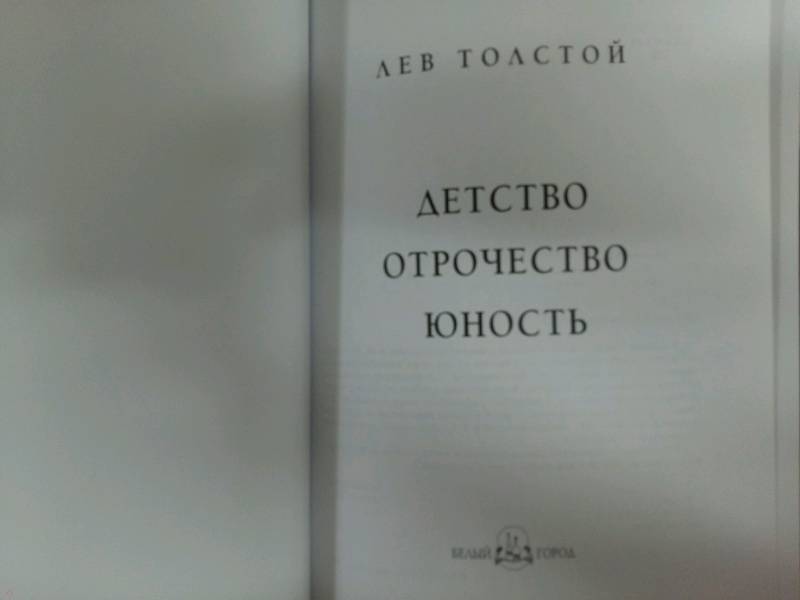 ЛЕВ ТОЛСТОЙ
ДЕТСТВО
ОТРОЧЕСТВО
ЮНОСТЬ
БЕЛЫЙ ГОРОД